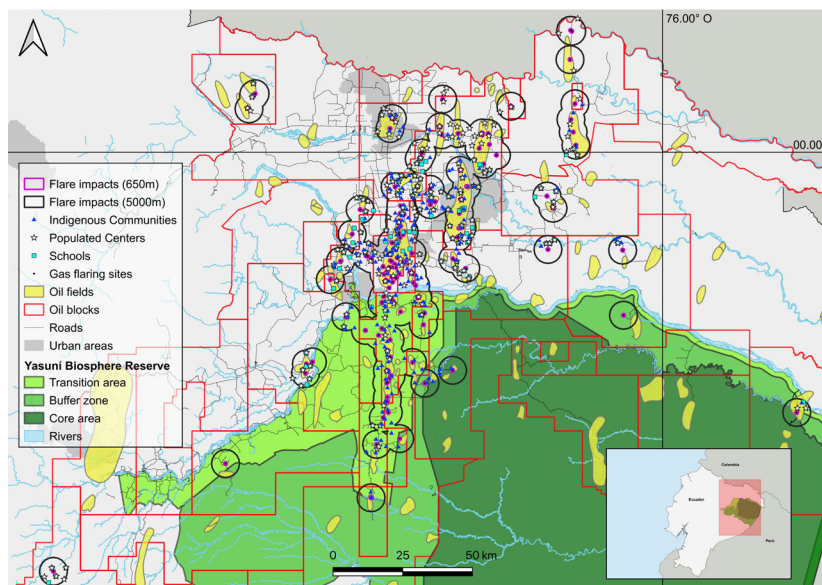 76.00° O
00.00
Flare impacts (650m)
Flare impacts (5000m)
Indigenous Communities
Populated Centers
Schools
Gas flaring sites
Oil fields
Oil blocks
Roads
Urban areas
Yasuni Biosphere Reserve
Transition area
Buffer zone
Core area
Rivers
Colombia
Ecuador
Perú
0 25 50 km